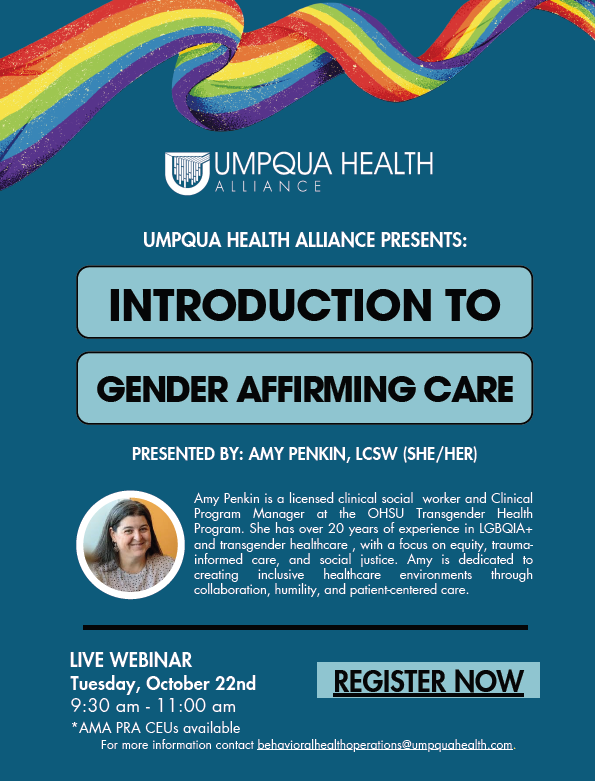 UMPQUA HEALTH
ALLIANCE
UMPQUA HEALTH ALLIANCE PRESENTS:
INTRODUCTION TO
GENDER AFFIRMING CARE
PRESENTED BY: AMY PENKIN, LCSW (SHE/HER)
Amy Penkin is a licensed clinical social worker and Clinical
Program Manager at the OHSU Transgender Health
Program. She has over 20 years of experience in LGBQIA+
and transgender healthcare , with a focus on equity, trauma-
informed care, and social justice. Amy is dedicated to
creating inclusive healthcare environments through
collaboration, humility, and patient-centered care.
LIVE WEBINAR
Tuesday, October 22nd
9:30 am - 11:00 am
*AMA PRA CEUs available
REGISTER NOW
For more information contact behavioralhealthoperations@umpquahealth.com.